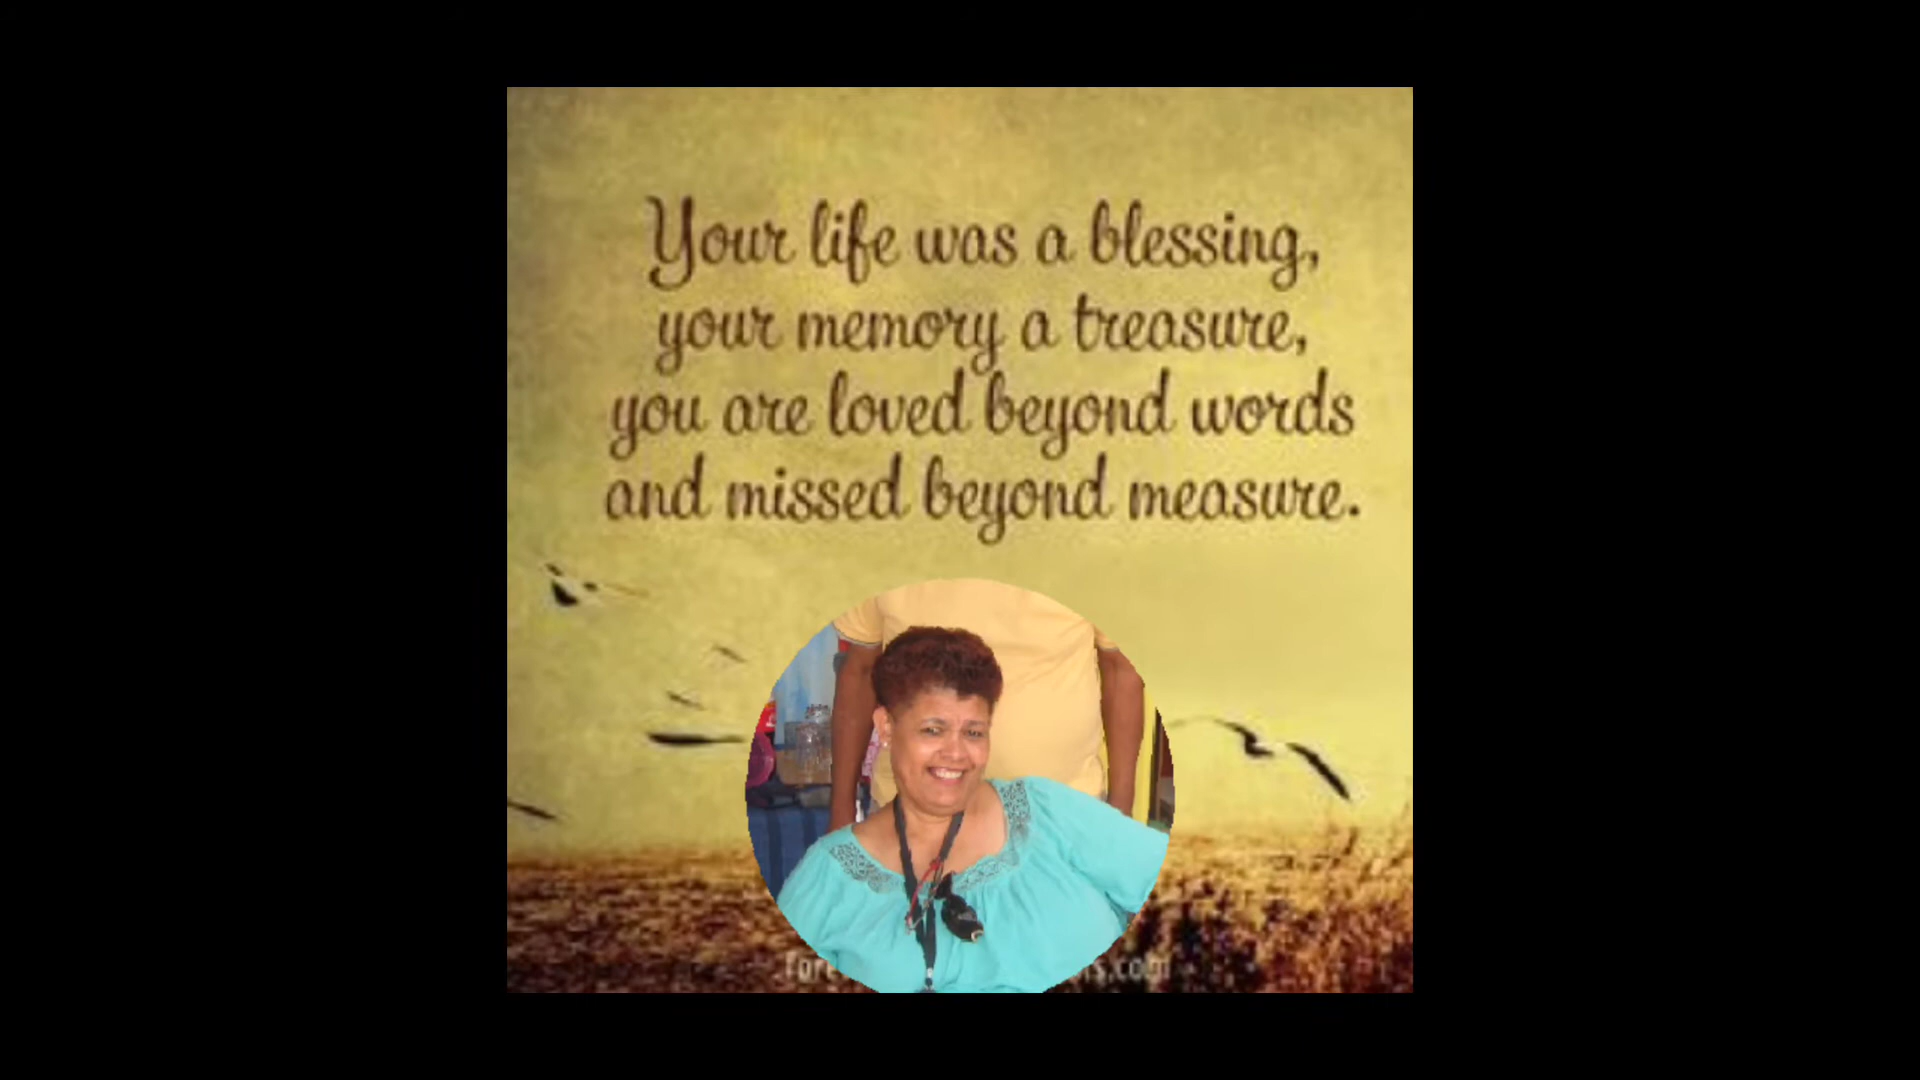 Your life was a blessing,
your memory a treasure,
you are loved beyond words
and missed beyond measure.